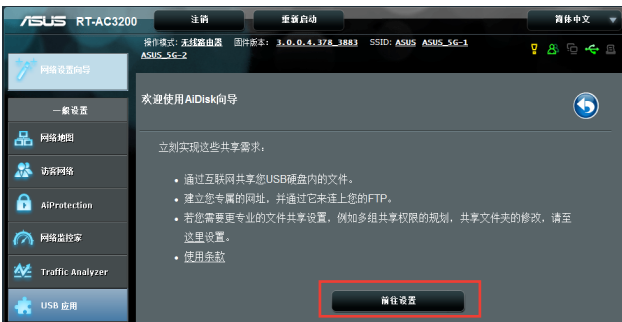 ASUS RT-AC3200 注销 重新启动 简体中文
操作模式: 无线路由器 固件版本: 3.0.0.4.378_3883 SSID: ASUS ASUS_5G-1
ASUS_5G-2
网络设置向导
一般设置
网络地图
访客网络
AiProtection
网络监控家
Traffic Analyzer
USB 应用
欢迎使用AiDisk向导
立刻实现这些共享需求:
• 通过互联网共享您USB硬盘内的文件。
• 建立您专属的网址，并通过它来连上您的FTP。
• 若您需要更专业的文件共享设置，例如多组共享权限的规划，共享文件夹的修改，请至
这里设置。
• 使用条款
前往设置